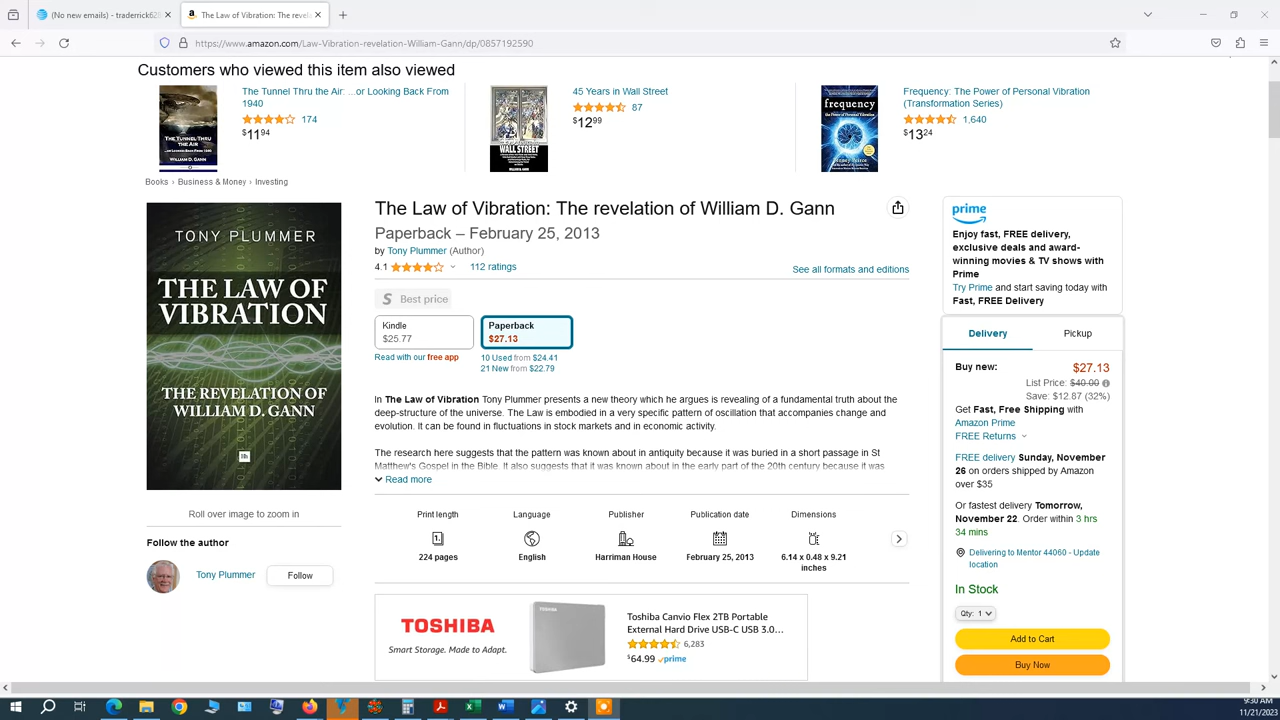 (No new emails) - traderrick628
The Law of Vibration: The revela
https://www.amazon.com/Law-Vibration-revelation-William-Gann/dp/0857192590
Customers who viewed this item also viewed
The Tunnel Thru the Air: ...or Looking Back From
1940
174
$11.94
THE TUNNEL THRU
THE AIR
WILLIAM D. GANN
45 Years in Wall Street
87
$12.99
WALL STREET
Frequency: The Power of Personal Vibration
(Transformation Series)
1,640
$13.24
frequency
Books › Business & Money › Investing
TONY PLUMMER
THE LAW OF
VIBRATION
THE REVELATION OF
WILLIAM D. GANN
Roll over image to zoom in
Follow the author
Tony Plummer
Follow
The Law of Vibration: The revelation of William D. Gann
Paperback – February 25, 2013
by Tony Plummer (Author)
4.1
112 ratings
See all formats and editions
S Best price
Kindle
$25.77
Paperback
$27.13
Read with our free app
10 Used from $24.41
21 New from $22.79
In The Law of Vibration Tony Plummer presents a new theory which he argues is revealing of a fundamental truth about the
deep-structure of the universe. The Law is embodied in a very specific pattern of oscillation that accompanies change and
evolution. It can be found in fluctuations in stock markets and in economic activity.
The research here suggests that the pattern was known about in antiquity because it was buried in a short passage in St
Matthew's Gospel in the Bible. It also suggests that it was known about in the early part of the 20th century because it was
Read more
Print length
224 pages
Language
English
Publisher
Harriman House
Publication date
February 25, 2013
Dimensions
6.14 x 0.48 x 9.21
inches
TOSHIBA
Smart Storage. Made to Adapt.
TOSHIBA
Toshiba Canvio Flex 2TB Portable
External Hard Drive USB-C USB 3.0...
6,283
$64.99 prime
prime
Enjoy fast, FREE delivery,
exclusive deals and award-
winning movies & TV shows with
Prime
Try Prime and start saving today with
Fast, FREE Delivery
Delivery
Pickup
Buy new:
$27.13
List Price: $40.00
Save: $12.87 (32%)
Get Fast, Free Shipping with
Amazon Prime
FREE Returns
FREE delivery Sunday, November
26 on orders shipped by Amazon
over $35
Or fastest delivery Tomorrow,
November 22. Order within 3 hrs
34 mins
Delivering to Mentor 44060 - Update
location
In Stock
Qty: 1
Add to Cart
Buy Now
9:30 AM
11/21/2023